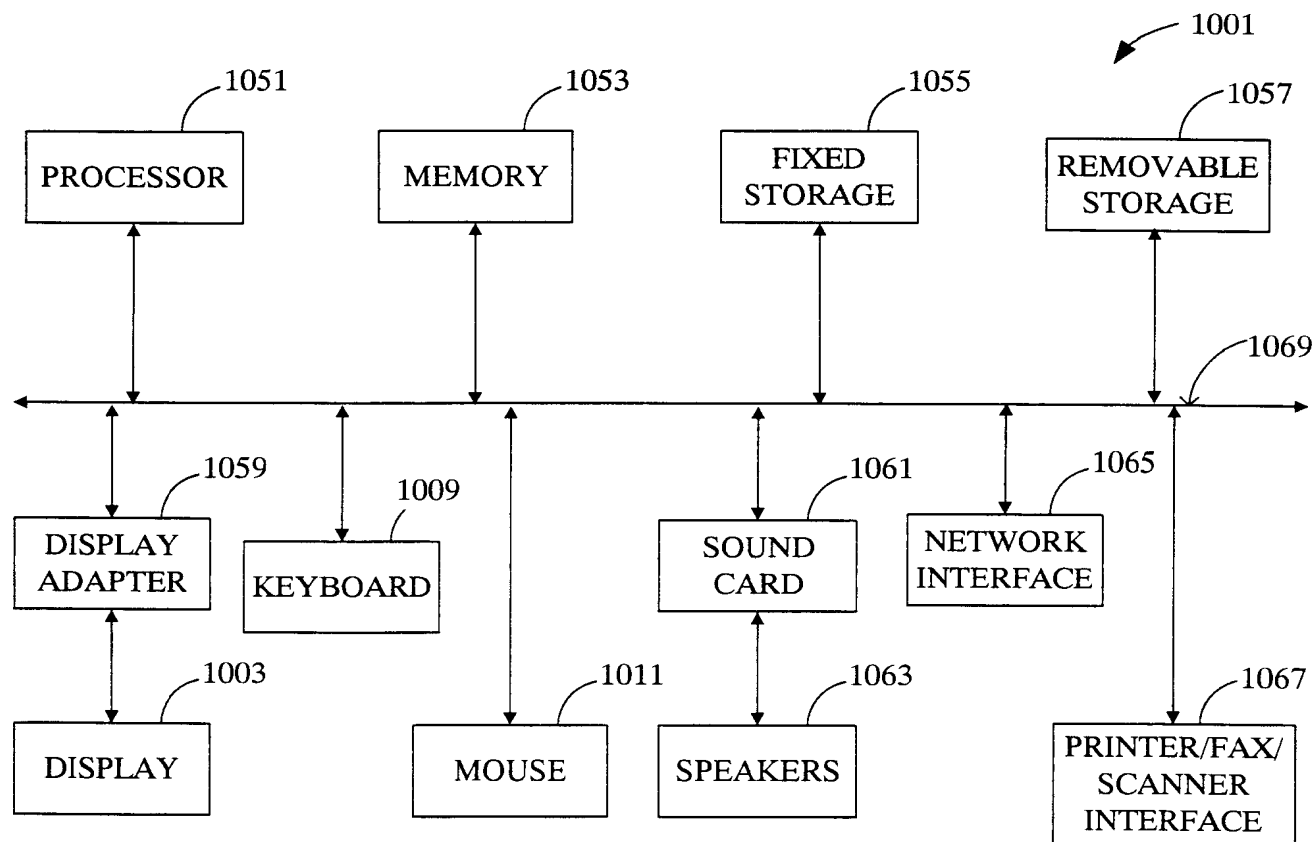 1001
1051
1053
1055
1057
PROCESSOR
MEMORY
FIXED
STORAGE
REMOVABLE
STORAGE
1069
1059
1009
1061
1065
DISPLAY
ADAPTER
KEYBOARD
SOUND
CARD
NETWORK
INTERFACE
1003
1011
1063
1067
DISPLAY
MOUSE
SPEAKERS
PRINTER/FAX/
SCANNER
INTERFACE